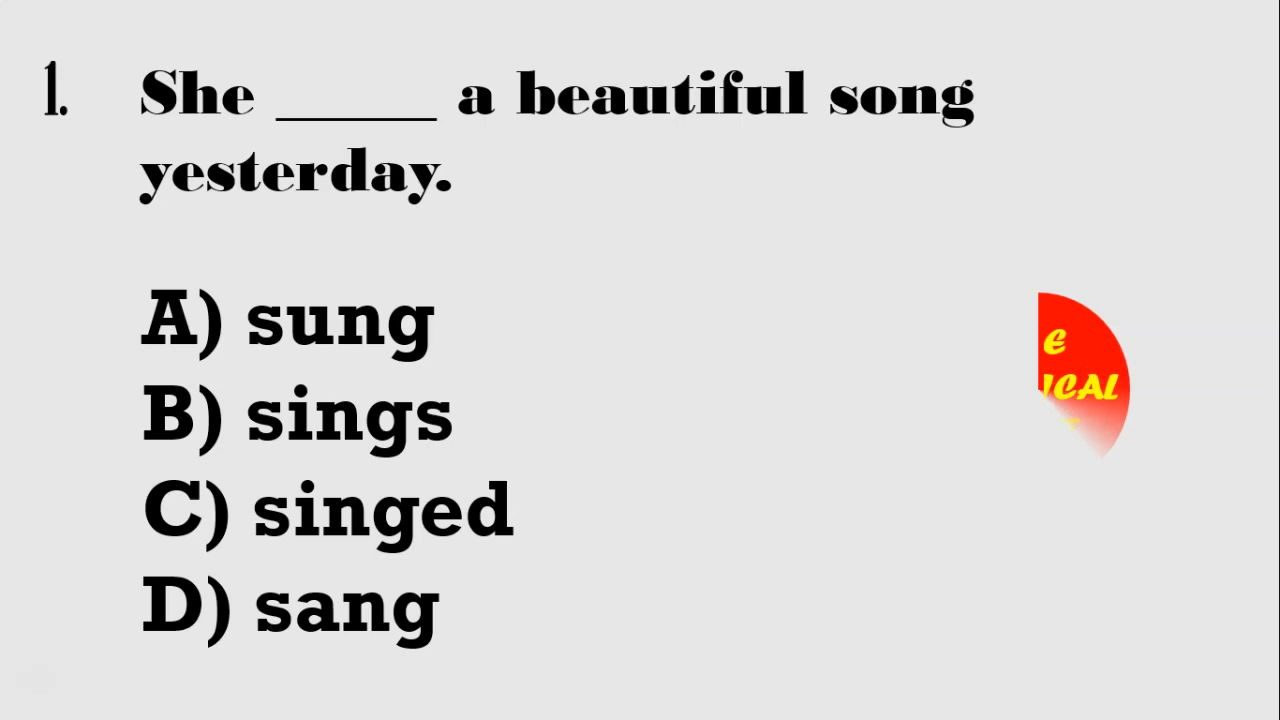 1. She _____ a beautiful song
yesterday.
A) sung
B) sings
C) singed
D) sang